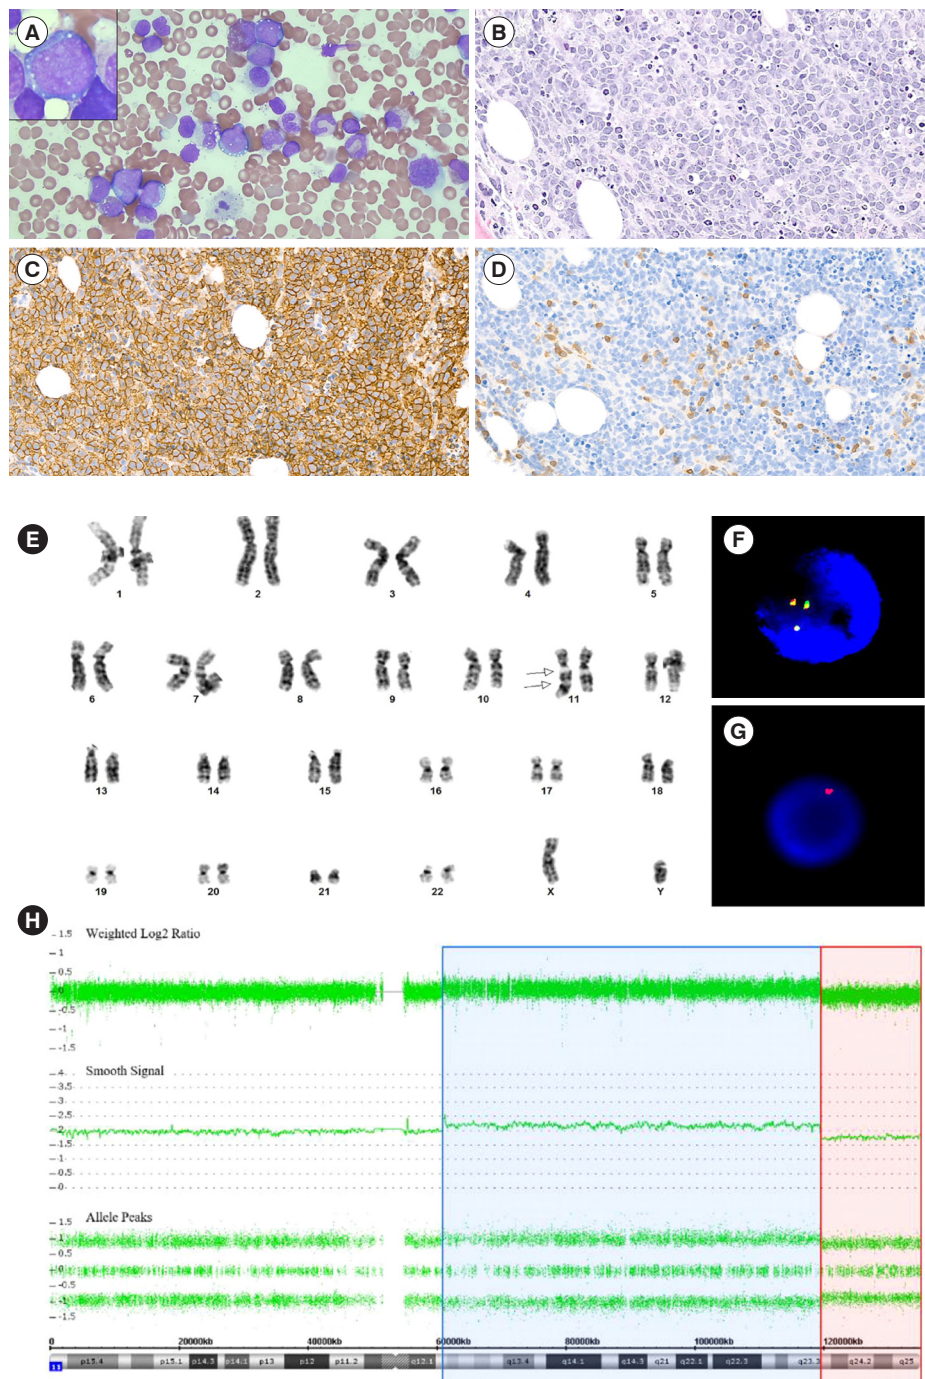 A
B
C
D
E
1 2 3 4 5
6 7 8 9 10 11 12
13 14 15 16 17 18
19 20 21 22 X Y
F
G
H
Weighted Log2 Ratio
1.5
1
0.5
0
-0.5
-1
-1.5
Smooth Signal
4
3.5
3
2.5
2
1.5
1
0.5
0
Allele Peaks
1.5
1
0.5
0
-0.5
-1
-1.5
0 20000kb 40000kb 60000kb 80000kb 100000kb 120000kb
11 p15.4 p15.1 p14.3 p14.1 p13 p12 p11.2 q12.1 q13.4 q14.1 q14.3 q21 q22.1 q22.3 q23.3 q24.2 q25